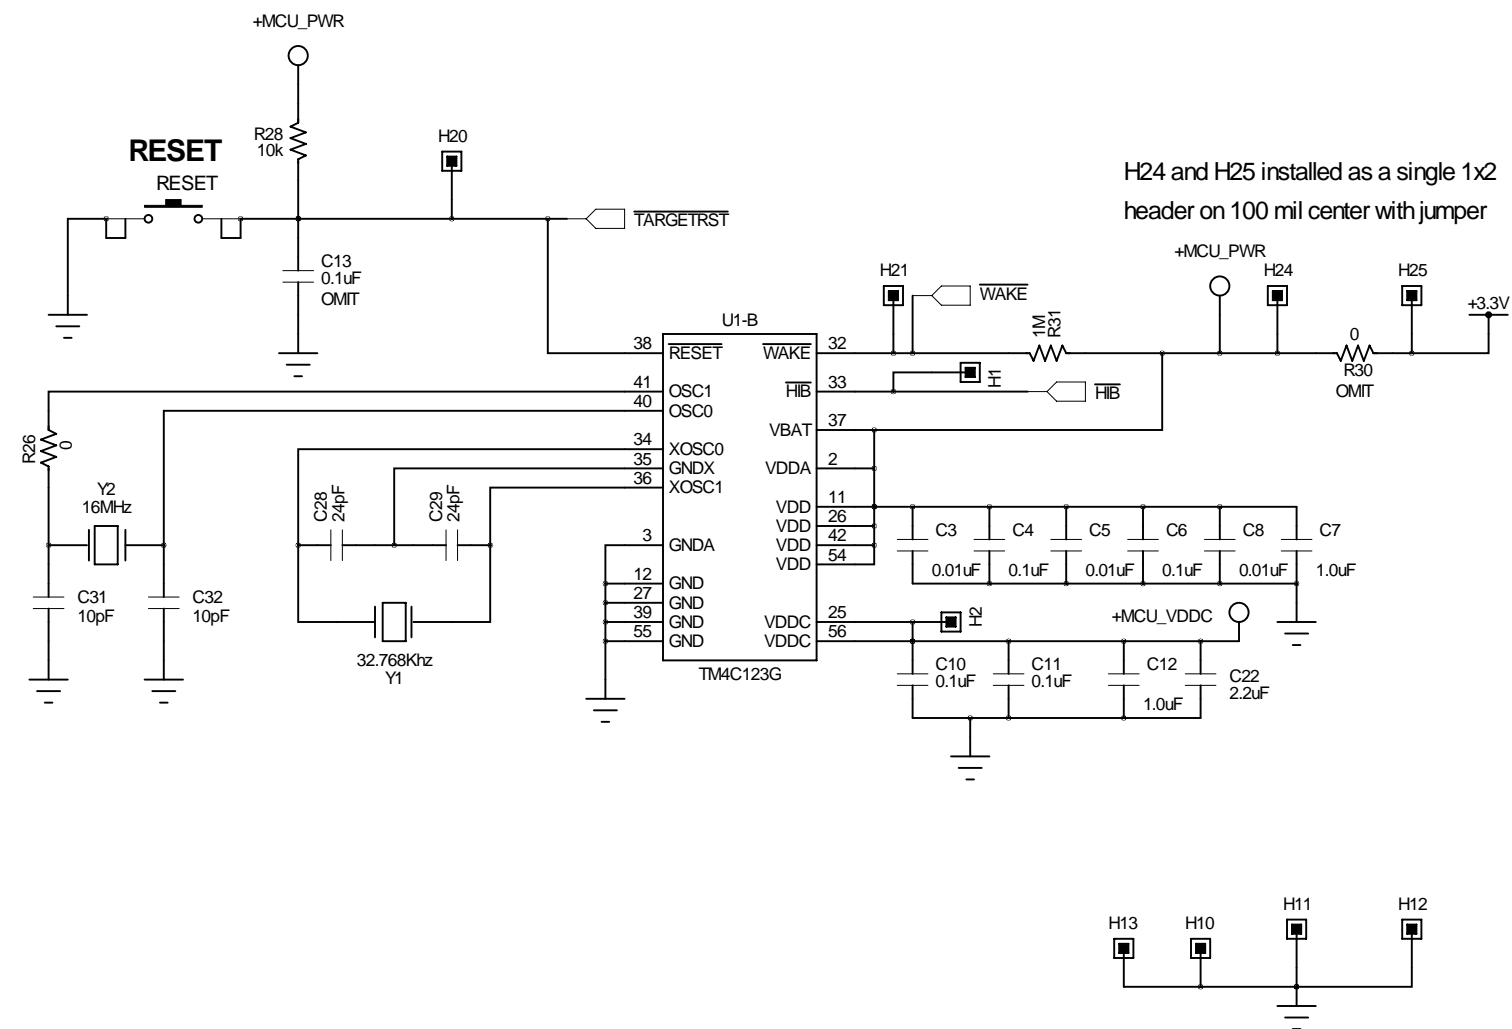 +MCU_PWR
R28
10k
H20
RESET
RESET
TARGETRST
C13
0.1uF
OMIT
H24 and H25 installed as a single 1x2
header on 100 mil center with jumper
+MCU_PWR
H21
WAKE
H24
H25
+3.3V
1M
R31
0
R30
OMIT
H1
HIB
U1-B
38
RESET
WAKE
32
41
OSC1
HIB
33
40
OSC0
VBAT
37
34
XOSC0
35
GNDX
VDDA
2
36
XOSC1
VDD
11
VDD
26
3
GNDA
VDD
42
VDD
54
12
GND
27
GND
39
GND
VDDC
25
55
GND
VDDC
56
TM4C123G
R26
0
Y2
16MHz
C31
10pF
C32
10pF
C28
24pF
C29
24pF
32.768Khz
Y1
C3
0.01uF
C4
0.1uF
C5
0.01uF
C6
0.1uF
C8
0.01uF
C7
1.0uF
H2
+MCU_VDDC
C10
0.1uF
C11
0.1uF
C12
1.0uF
C22
2.2uF
H13
H10
H11
H12